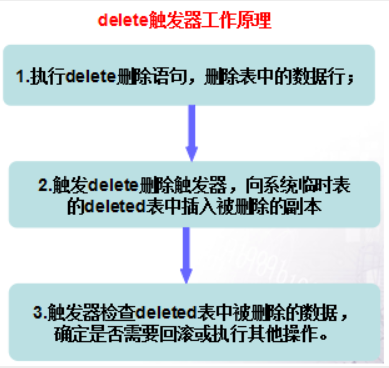 delete触发器工作原理
1.执行delete删除语句，删除表中的数据行；
2.触发delete删除触发器，向系统临时表
的deleted表中插入被删除的副本
3.触发器检查deleted表中被删除的数据，
确定是否需要回滚或执行其他操作。